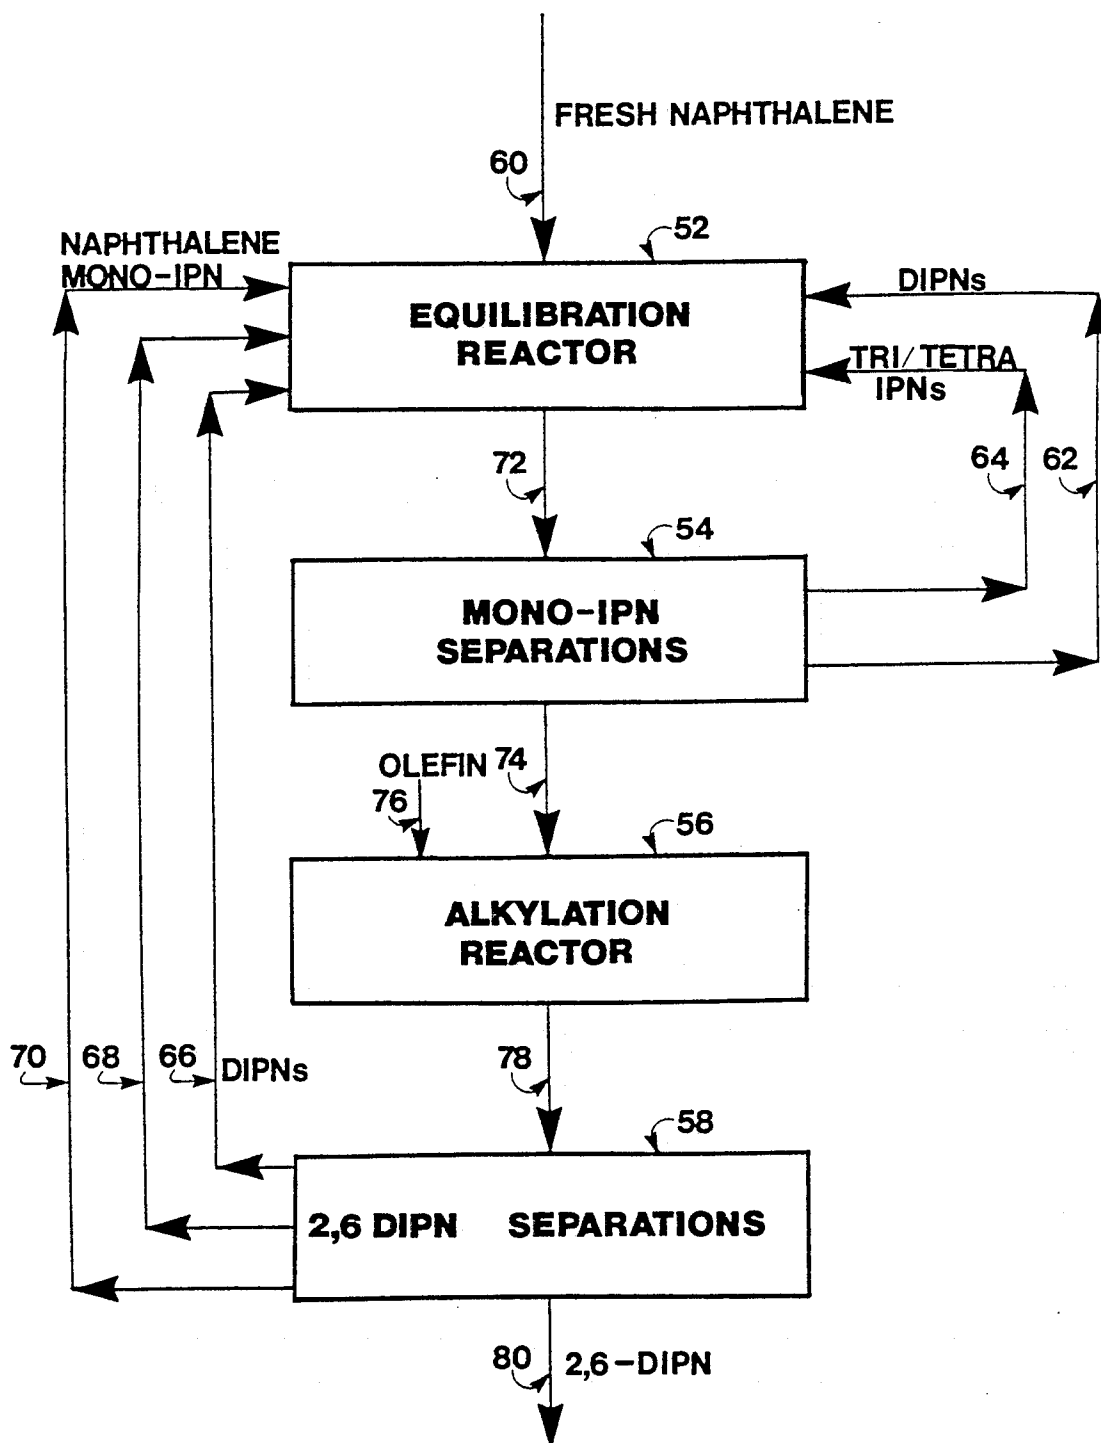 FRESH NAPHTHALENE
60
52
NAPHTHALENE
MONO-IPN
EQUILIBRATION
REACTOR
DIPNs
TRI/TETRA
IPNs
72
64
62
54
MONO-IPN
SEPARATIONS
OLEFIN
74
76
56
ALKYLATION
REACTOR
70
68
66
DIPNs
78
58
2,6 DIPN SEPARATIONS
80
2,6-DIPN